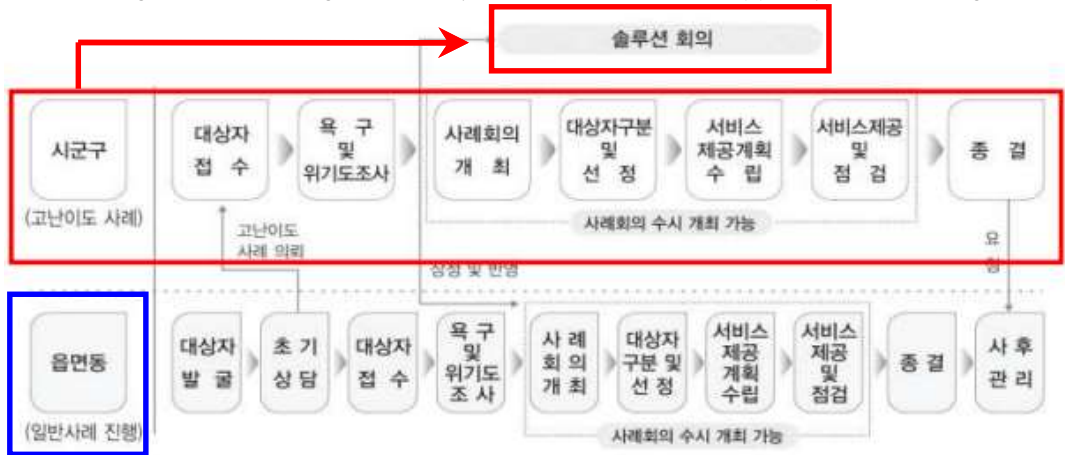 솔루션 회의
시군구
(고난이도 사례)
대상자
접 수
욕 구
및
위기도조사
사례회의
개 최
대상자구분
및
선 정
서비스
제공계획
수 립
서비스제공
및
점 검
종 결
사례회의 수시 개최 가능
고난이도
사례 의뢰
상정 및 반영
요
청
읍면동
(일반사례 진행)
대상자
발 굴
초 기
상 담
대상자
접 수
욕 구
및
위기도
조 사
사 례
회 의
개 최
대상자
구분 및
선 정
서비스
제공
계획
수립
서비스
제공
및
점검
종 결
사 후
관 리
사례회의 수시 개최 가능